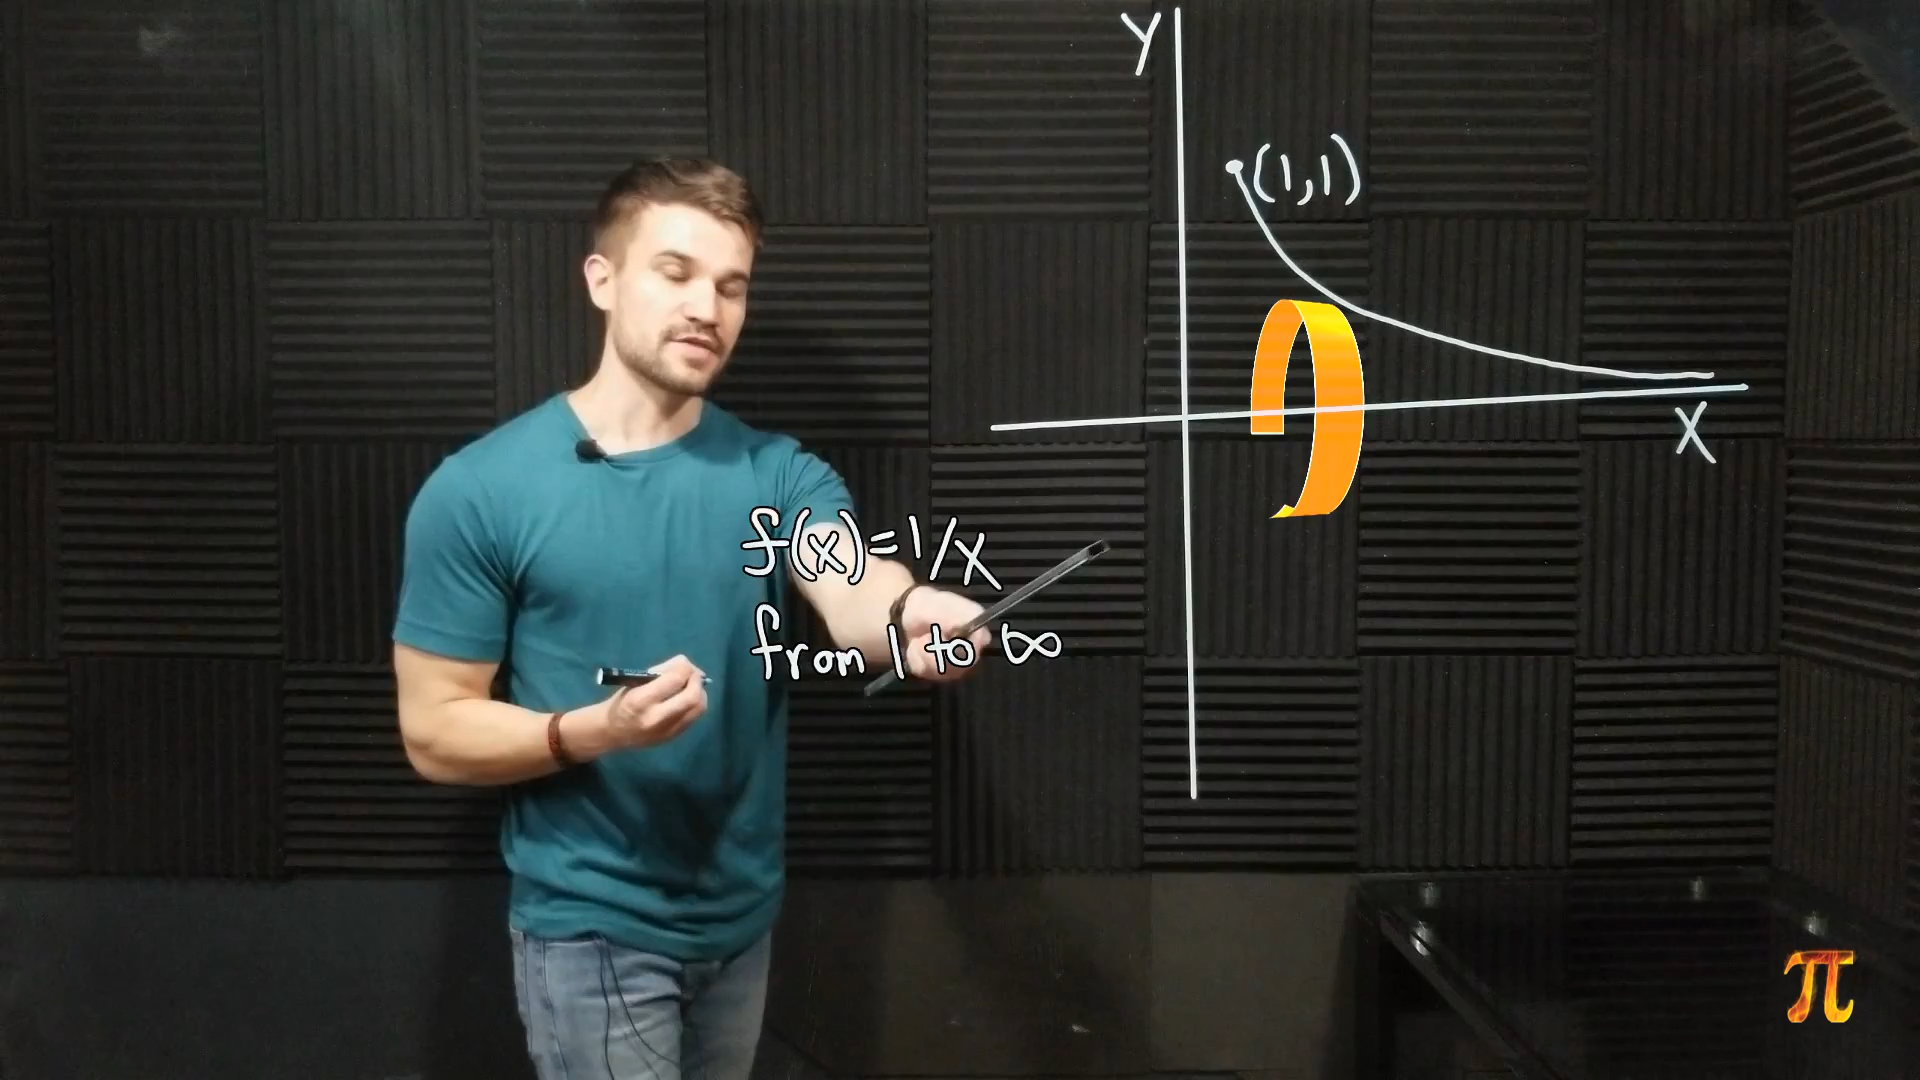 Y
(1,1)
X
f(x)=1/x
from 1 to ∞
π